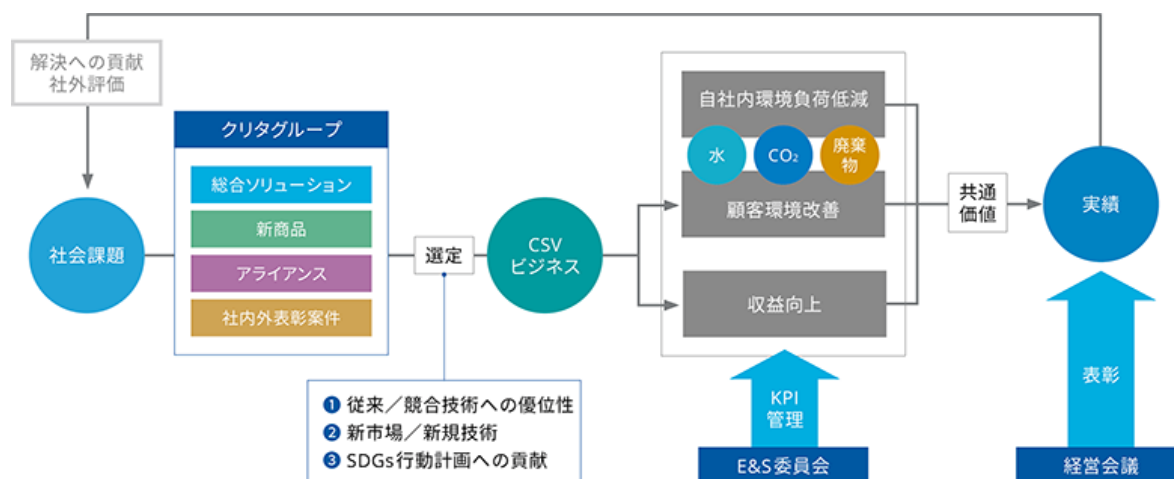 解決への貢献
社外評価
社会課題
クリタグループ
総合ソリューション
新商品
アライアンス
社内外表彰案件
選定
❶ 従来／競合技術への優位性
❷ 新市場／新規技術
❸ SDGs行動計画への貢献
CSV
ビジネス
自社内環境負荷低減
水
CO₂
廃棄
物
顧客環境改善
収益向上
KPI
管理
E&S委員会
共通
価値
実績
表彰
経営会議